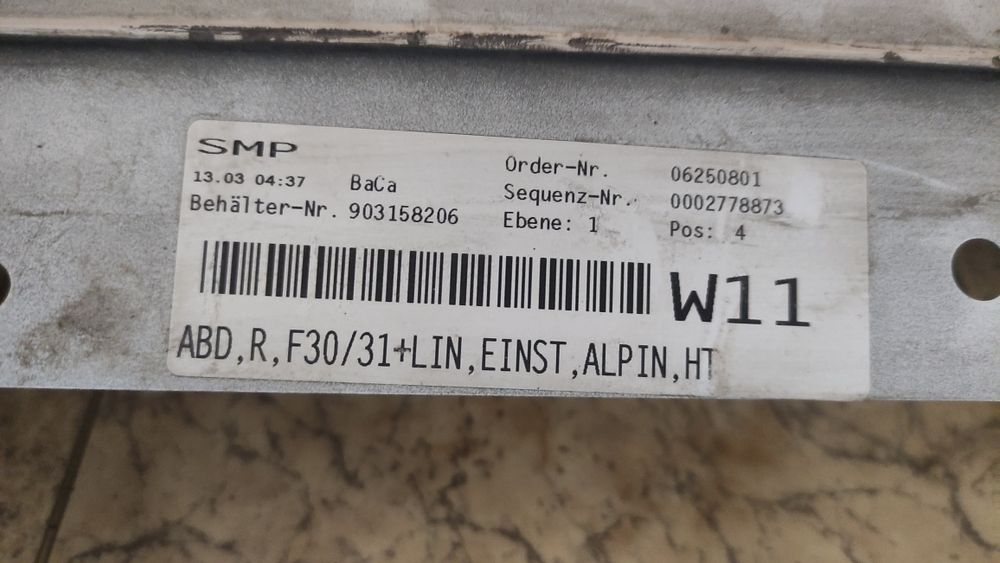 SMP
13.03 04:37 BaCa
Behälter-Nr. 903158206
Order-Nr. 06250801
Sequenz-Nr. 0002778873
Ebene: 1 Pos: 4
W11
ABD,R,F30/31+LIN,EINST,ALPIN,HT